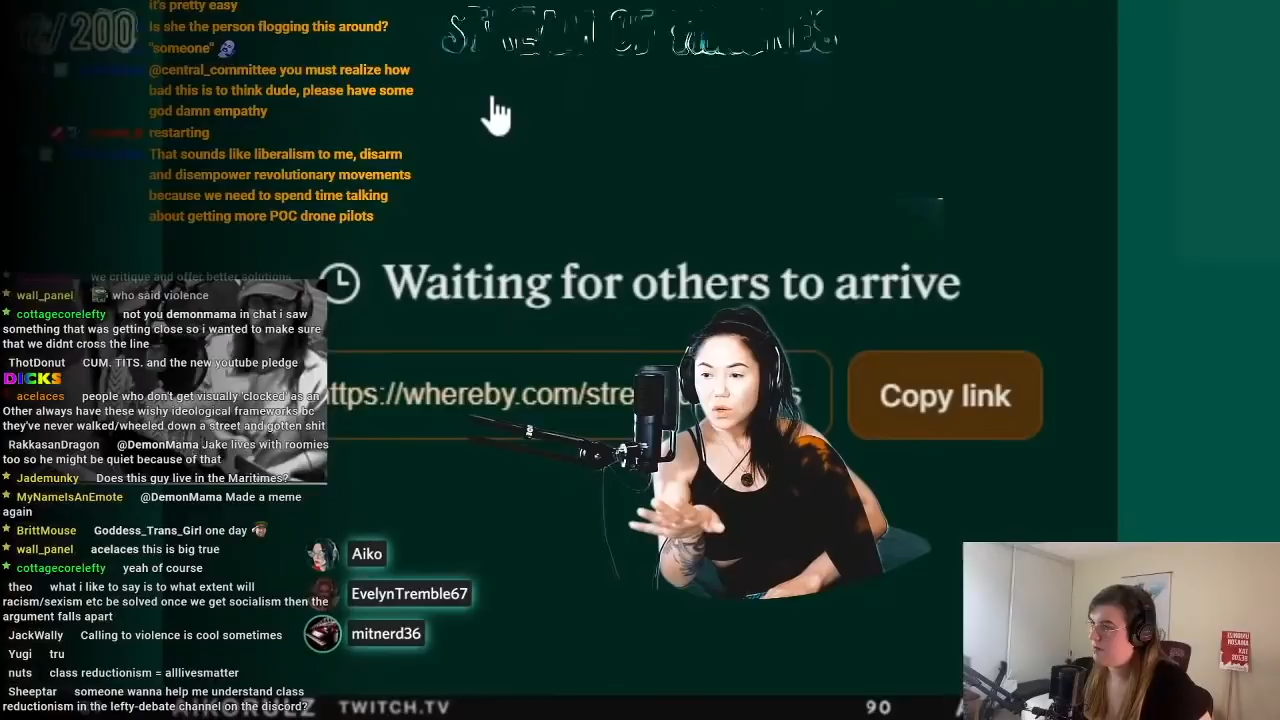 /200
it's pretty easy
Is she the person flogging this around?
"someone"
@central_committee you must realize how
bad this is to think dude, please have some
god damn empathy
restarting
That sounds like liberalism to me, disarm
and disempower revolutionary movements
because we need to spend time talking
about getting more POC drone pilots
Waiting for others to arrive
ttps://whereby.com/stre
Copy link
we critique and offer better solutions
wall_panel who said violence
cottagecorelefty not you demonmama in chat i saw
something that was getting close so i wanted to make sure
that we didnt cross the line
ThotDonut CUM. TITS. and the new youtube pledge
DICKS
acelaces people who don't get visually 'clocked' as an
Other always have these wishy ideological frameworks bc
they've never walked/wheeled down a street and gotten shit
RakkasanDragon @DemonMama Jake lives with roomies
too so he might be quiet because of that
Jademunky Does this guy live in the Maritimes?
MyNameIsAnEmote @DemonMama Made a meme
again
BrittMouse Goddess_Trans_Girl one day
wall_panel acelaces this is big true
cottagecorelefty yeah of course
theo what i like to say is to what extent will
racism/sexism etc be solved once we get socialism then the
argument falls apart
JackWally Calling to violence is cool sometimes
Yugi tru
nuts class reductionism = alllivesmatter
Sheeptar someone wanna help me understand class
reductionism in the lefty-debate channel on the discord?
Aiko
EvelynTremble67
mitnerd36
TWITCH.TV
90